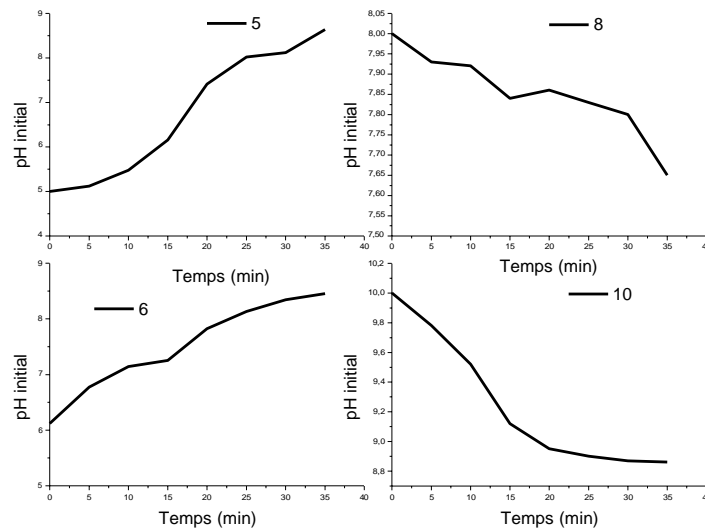 5
9
8
7
6
5
4
pH initial
0 5 10 15 20 25 30 35 40
Temps (min)
8
8,05
8,00
7,95
7,90
7,85
7,80
7,75
7,70
7,65
7,60
7,55
7,50
pH initial
0 5 10 15 20 25 30 35 4
Temps (min)
6
9
8
7
6
5
pH initial
0 5 10 15 20 25 30 35 40
Temps (min)
10
10,2
10,0
9,8
9,6
9,4
9,2
9,0
8,8
pH initial
0 5 10 15 20 25 30 35 40
Temps (min)